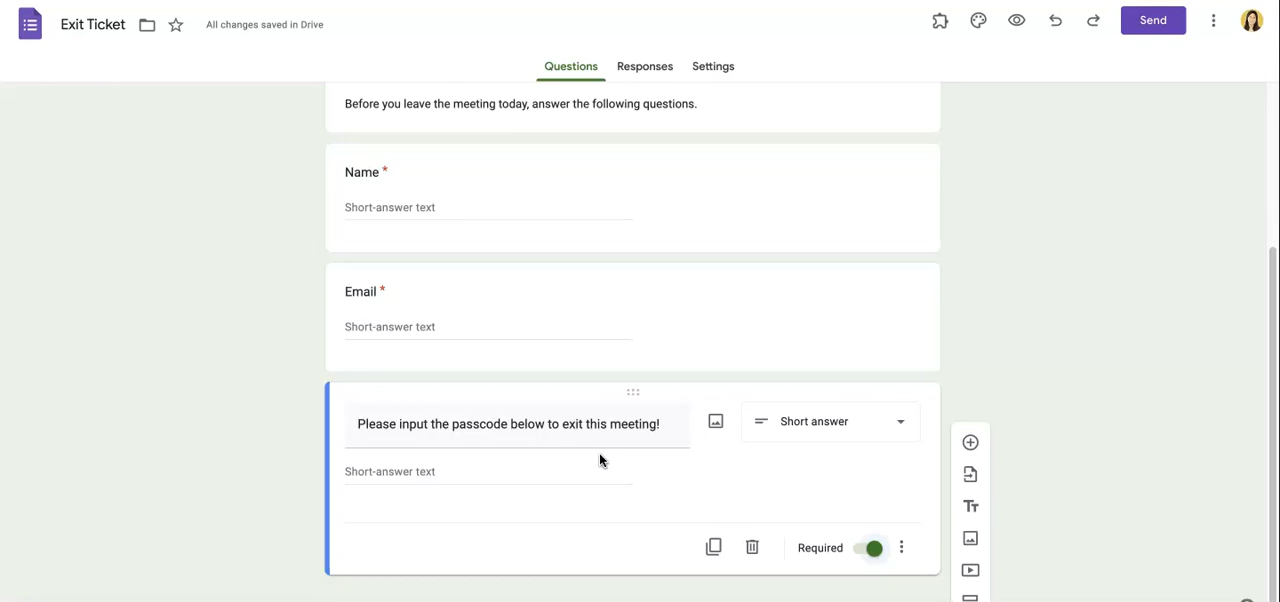 Exit Ticket
All changes saved in Drive
Send
Questions Responses Settings
Before you leave the meeting today, answer the following questions.
Name *
Short-answer text
Email *
Short-answer text
Please input the passcode below to exit this meeting!
Short answer
Short-answer text
Tт
Required